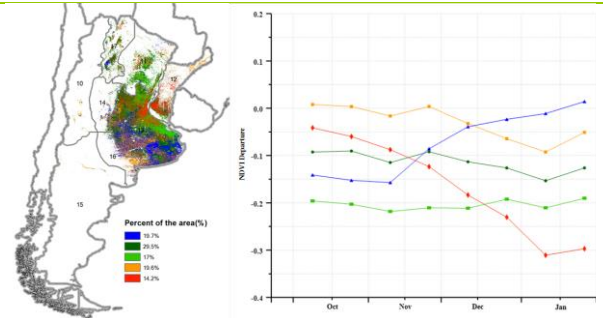 10
12
14
16
15
Percent of the area(%)
19.7%
29.5%
17%
19.6%
14.2%
NDVI Departure
0.2
0.1
0.0
-0.1
-0.2
-0.3
-0.4
Oct
Nov
Dec
Jan